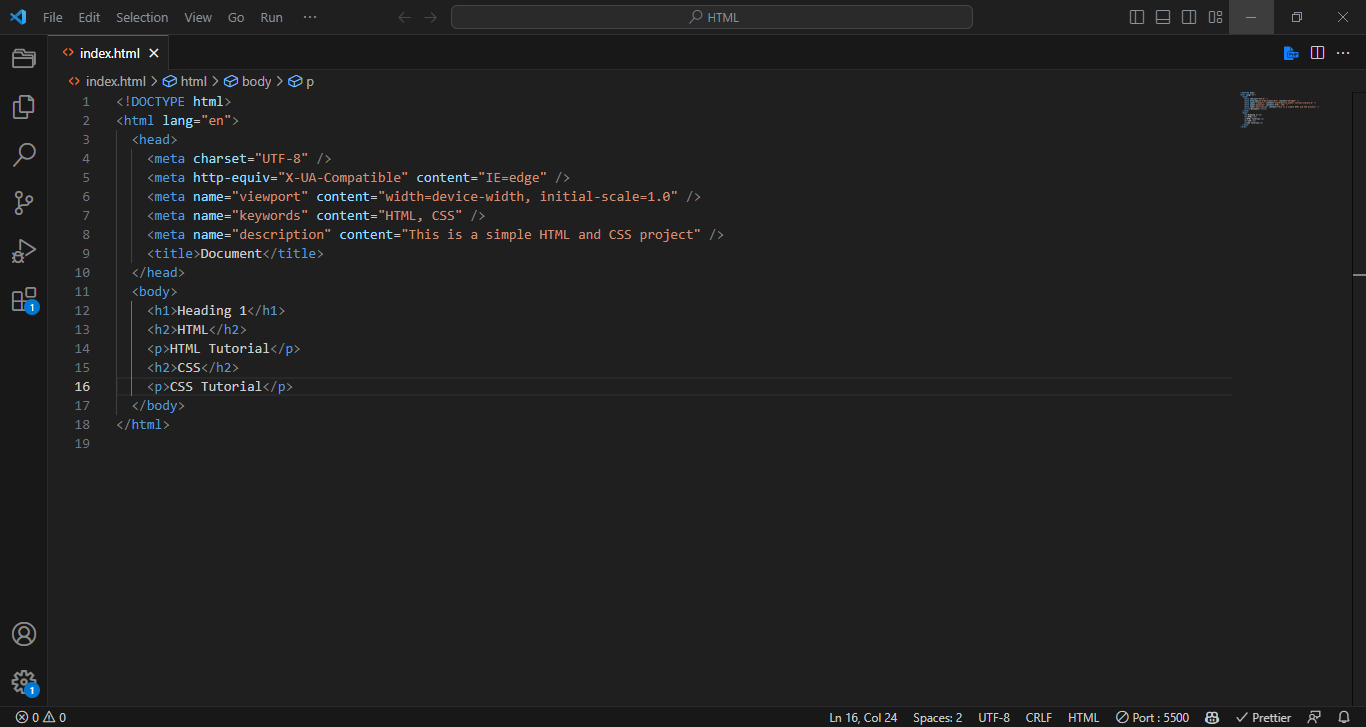 File Edit Selection View Go Run ··· HTML
index.html
index.html > html > body > p
1 <!DOCTYPE html>
2 <html lang="en">
3 <head>
4 <meta charset="UTF-8" />
5 <meta http-equiv="X-UA-Compatible" content="IE=edge" />
6 <meta name="viewport" content="width=device-width, initial-scale=1.0" />
7 <meta name="keywords" content="HTML, CSS" />
8 <meta name="description" content="This is a simple HTML and CSS project" />
9 <title>Document</title>
10 </head>
11 <body>
12 <h1>Heading 1</h1>
13 <h2>HTML</h2>
14 <p>HTML Tutorial</p>
15 <h2>CSS</h2>
16 <p>CSS Tutorial</p>
17 </body>
18 </html>
19
1
1
0 0 Ln 16, Col 24 Spaces: 2 UTF-8 CRLF HTML Port : 5500 Prettier